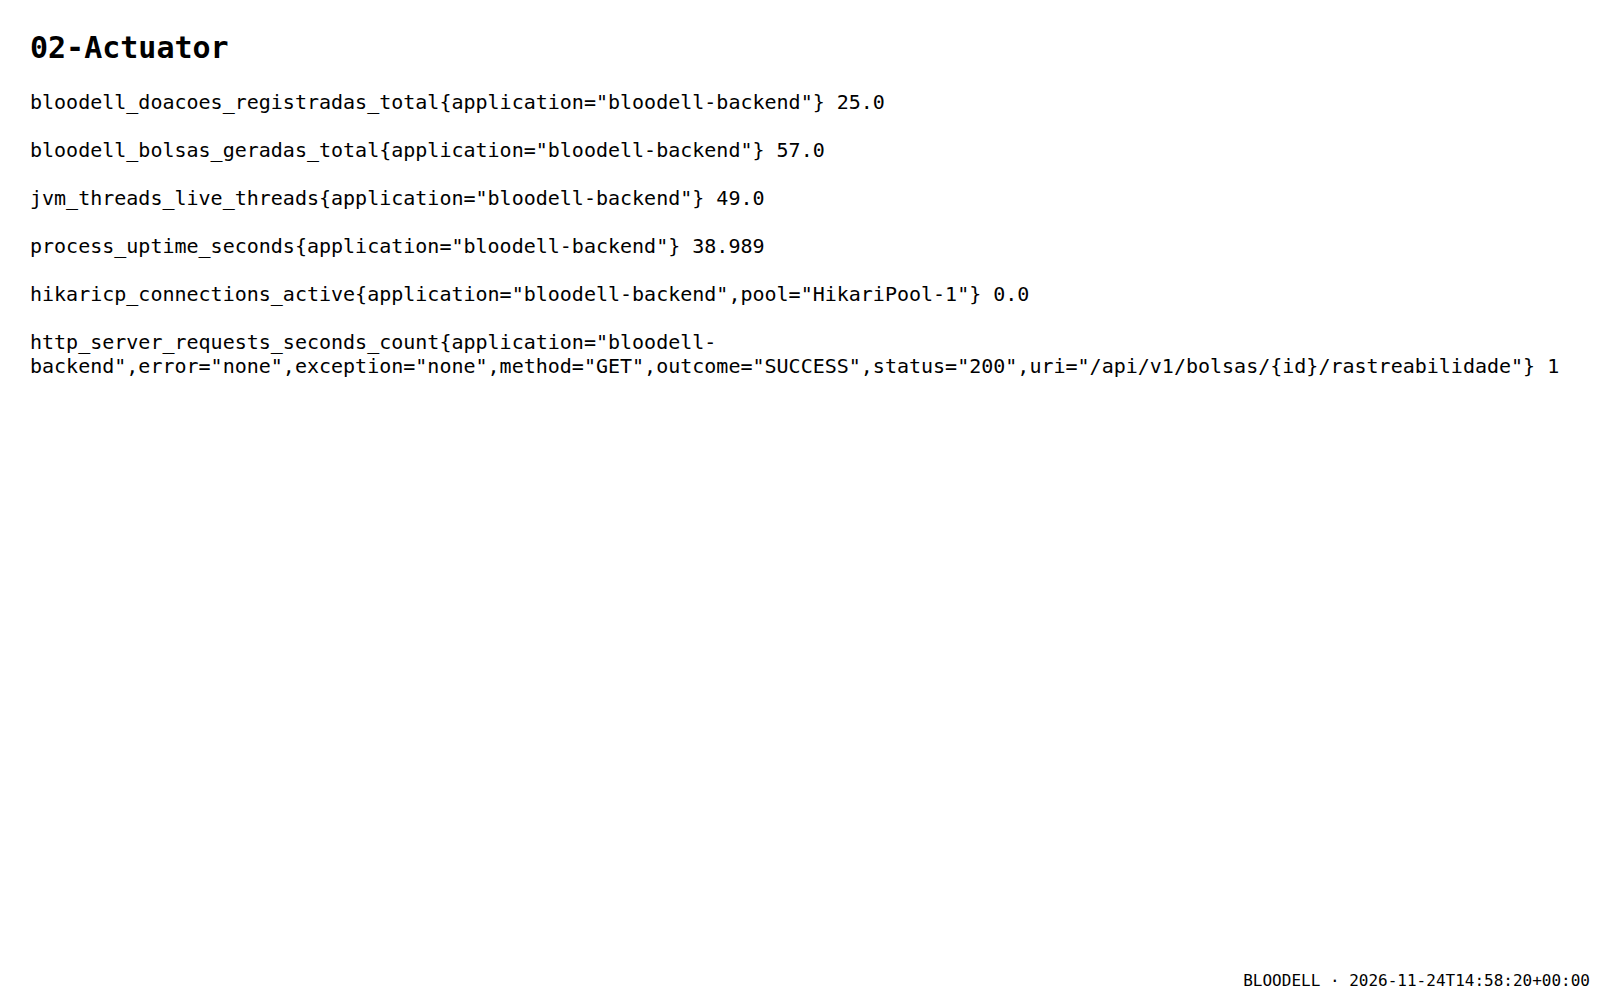 02-Actuator
bloodell_doacoes_registradas_total{application="bloodell-backend"} 25.0
bloodell_bolsas_geradas_total{application="bloodell-backend"} 57.0
jvm_threads_live_threads{application="bloodell-backend"} 49.0
process_uptime_seconds{application="bloodell-backend"} 38.989
hikaricp_connections_active{application="bloodell-backend",pool="HikariPool-1"} 0.0
http_server_requests_seconds_count{application="bloodell-
backend",error="none",exception="none",method="GET",outcome="SUCCESS",status="200",uri="/api/v1/bolsas/{id}/rastreabilidade"} 1
BLOODELL · 2026-11-24T14:58:20+00:00